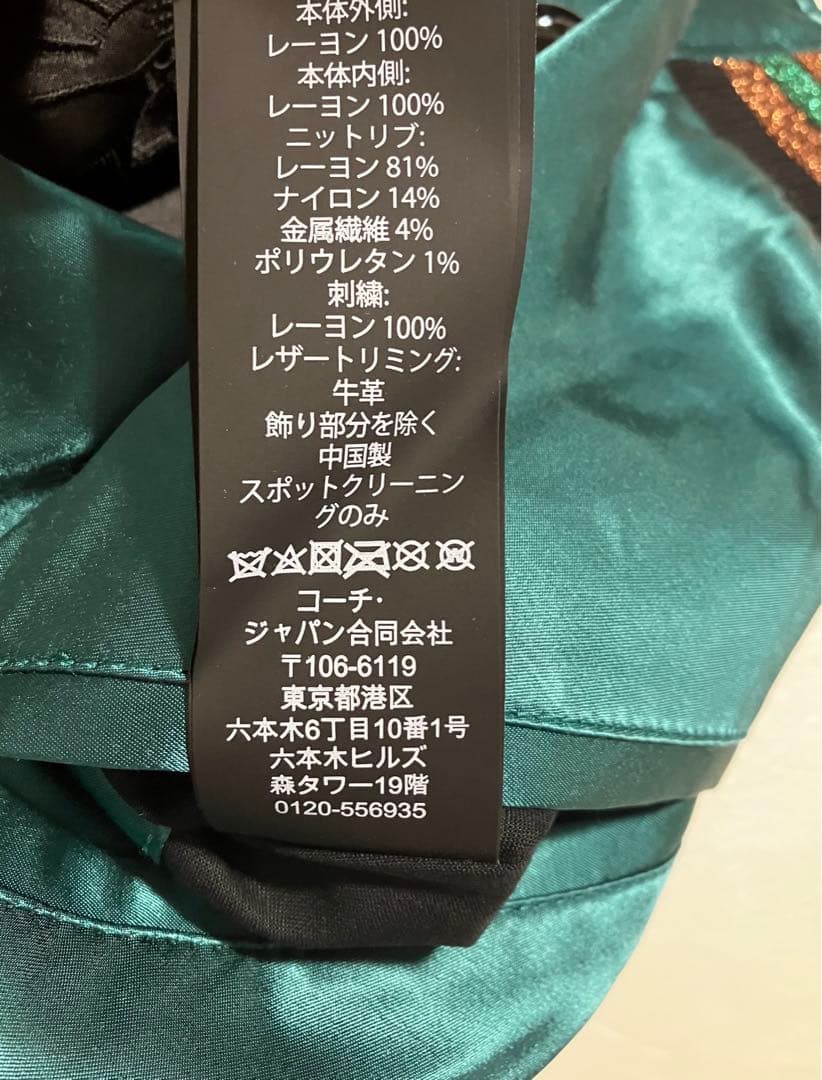 本体外側:
レーヨン 100%
本体内側:
レーヨン 100%
ニットリブ:
レーヨン 81%
ナイロン 14%
金属繊維 4%
ポリウレタン 1%
刺繍:
レーヨン 100%
レザートリミング:
牛革
飾り部分を除く
中国製
スポットクリーニン
グのみ
コーチ・
ジャパン合同会社
〒106-6119
東京都港区
六本木6丁目10番1号
六本木ヒルズ
森タワー19階
0120-556935